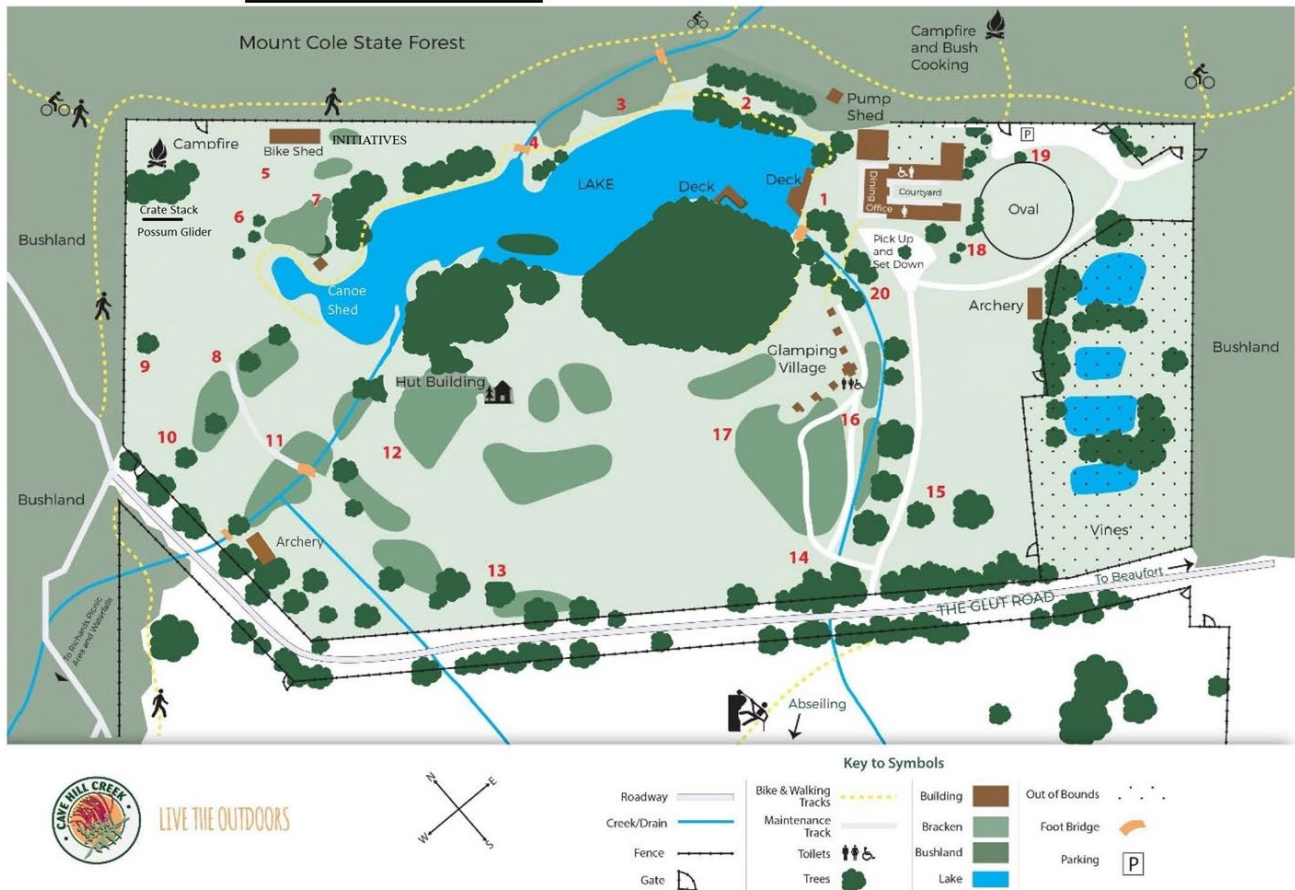 Mount Cole State Forest
Campfire
and Bush
Cooking
Pump
Shed
3
2
4
P
19
Campfire
Bike Shed
INITIATIVES
5
7
6
Crate Stack
Possum Glider
LAKE
Deck
Deck
1
Dining
Office
Courtyard
Oval
Bushland
Pick Up
and
Set Down
18
Canoe
Shed
20
Archery
Glamping
Village
Bushland
8
9
Hut Building
10
11
12
17
16
15
Bushland
Archery
Vines
14
13
To Beaufort
THE GLUT ROAD
To Richards Picnic
Area and Waterfalls
Abseiling
CAVE HILL CREEK
LIVE THE OUTDOORS
N
E
W
S
Key to Symbols
Roadway
Creek/Drain
Fence
Gate
Bike & Walking
Tracks
Maintenance
Track
Toilets
Trees
Building
Bracken
Bushland
Lake
Out of Bounds
Foot Bridge
Parking
P